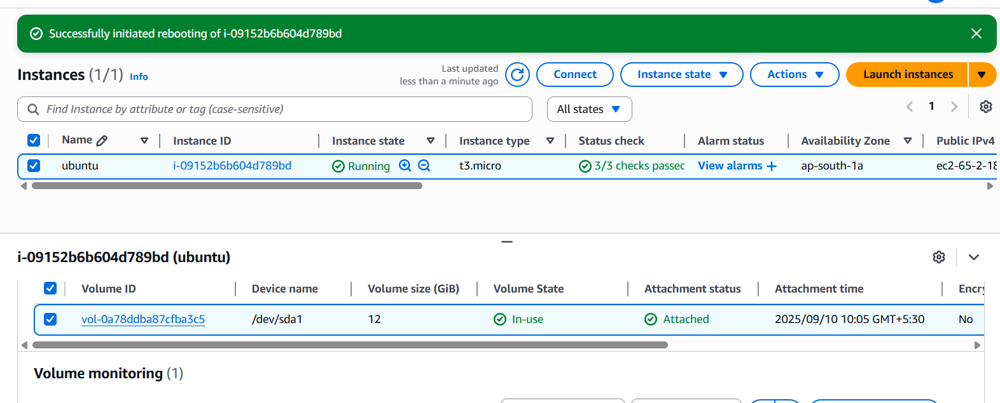 Successfully initiated rebooting of i-09152b6b604d789bd
Instances (1/1) Info
Last updated
less than a minute ago
Connect
Instance state
Actions
Launch instances
Find Instance by attribute or tag (case-sensitive)
All states
1
Name Instance ID Instance state Instance type Status check Alarm status Availability Zone Public IPv4
ubuntu i-09152b6b604d789bd Running t3.micro 3/3 checks passec View alarms + ap-south-1a ec2-65-2-18
i-09152b6b604d789bd (ubuntu)
Volume ID Device name Volume size (GiB) Volume State Attachment status Attachment time Encry
vol-0a78ddba87cfba3c5 /dev/sda1 12 In-use Attached 2025/09/10 10:05 GMT+5:30 No
Volume monitoring (1)